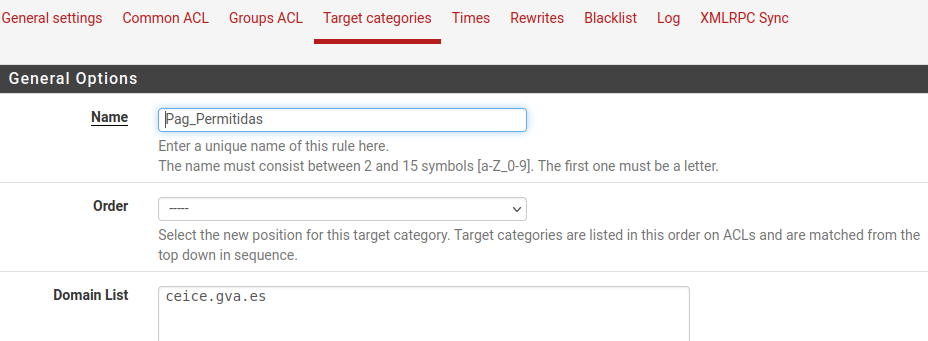 General settings Common ACL Groups ACL Target categories Times Rewrites Blacklist Log XMLRPC Sync
General Options
Name Pag_Permitidas
Enter a unique name of this rule here.
The name must consist between 2 and 15 symbols [a-Z_0-9]. The first one must be a letter.
Order -----
Select the new position for this target category. Target categories are listed in this order on ACLs and are matched from the
top down in sequence.
Domain List ceice.gva.es